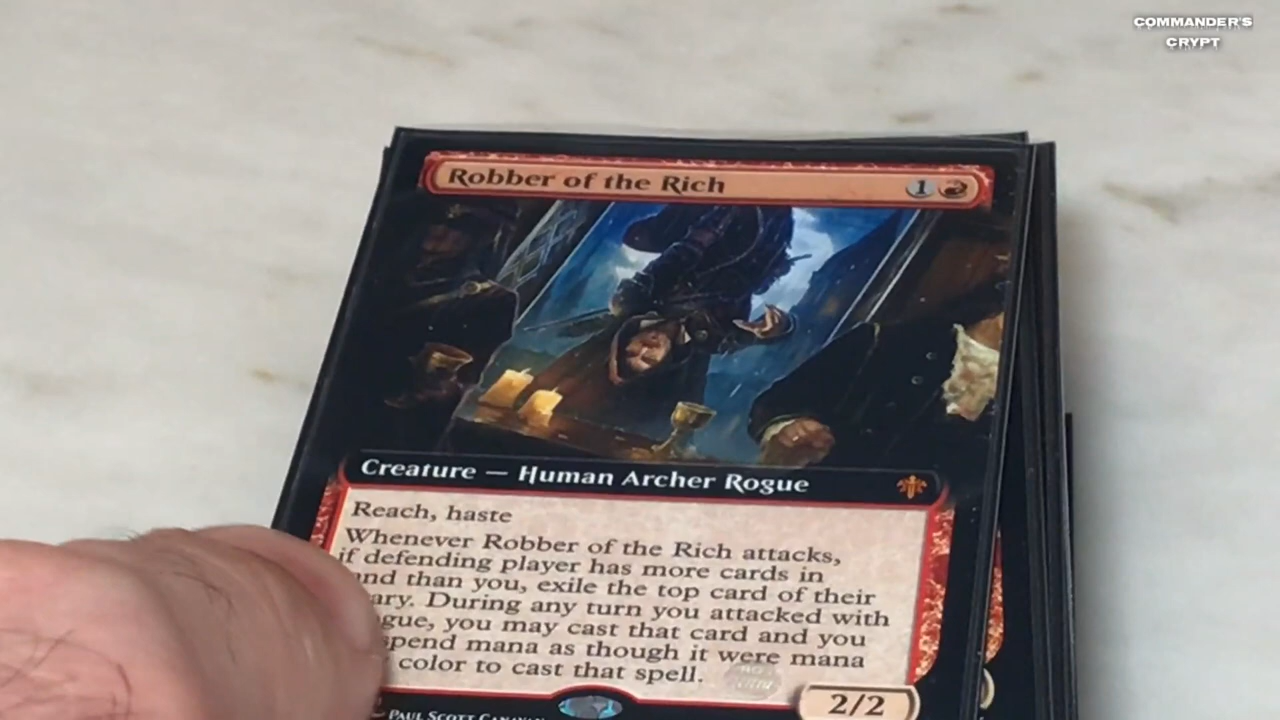 COMMANDER'S
CRYPT
Robber of the Rich
1
Creature — Human Archer Rogue
Reach, haste
Whenever Robber of the Rich attacks,
if defending player has more cards in
than you, exile the top card of their
During any turn you attacked with
you may cast that card and you
spend mana as though it were mana
color to cast that spell.
2/2
PAUL SCOTT